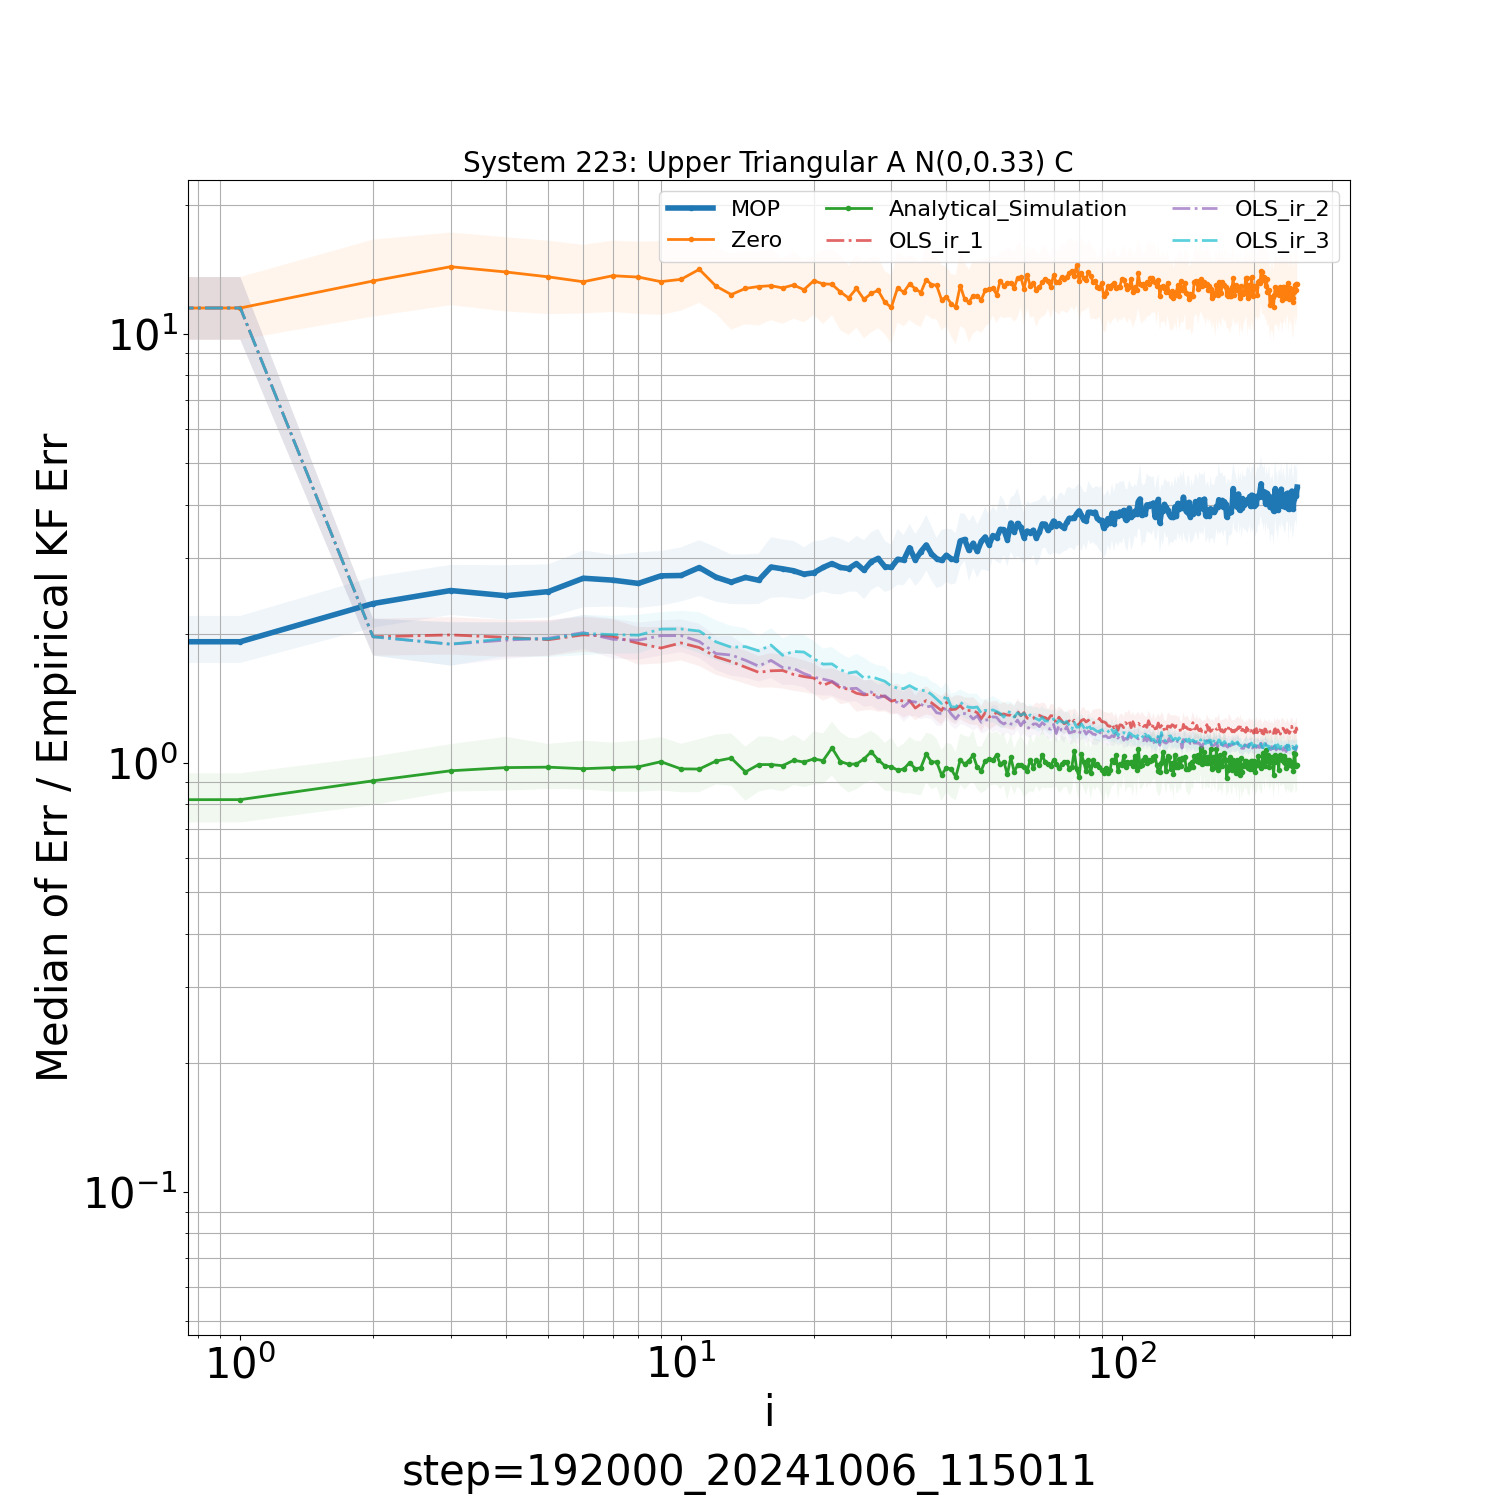 System 223: Upper Triangular A N(0,0.33) C
MOP
Zero
Analytical_Simulation
OLS_ir_1
OLS_ir_2
OLS_ir_3
Median of Err / Empirical KF Err
10¹
10⁰
10⁻¹
10⁰ 10¹ 10²
i
step=192000_20241006_115011